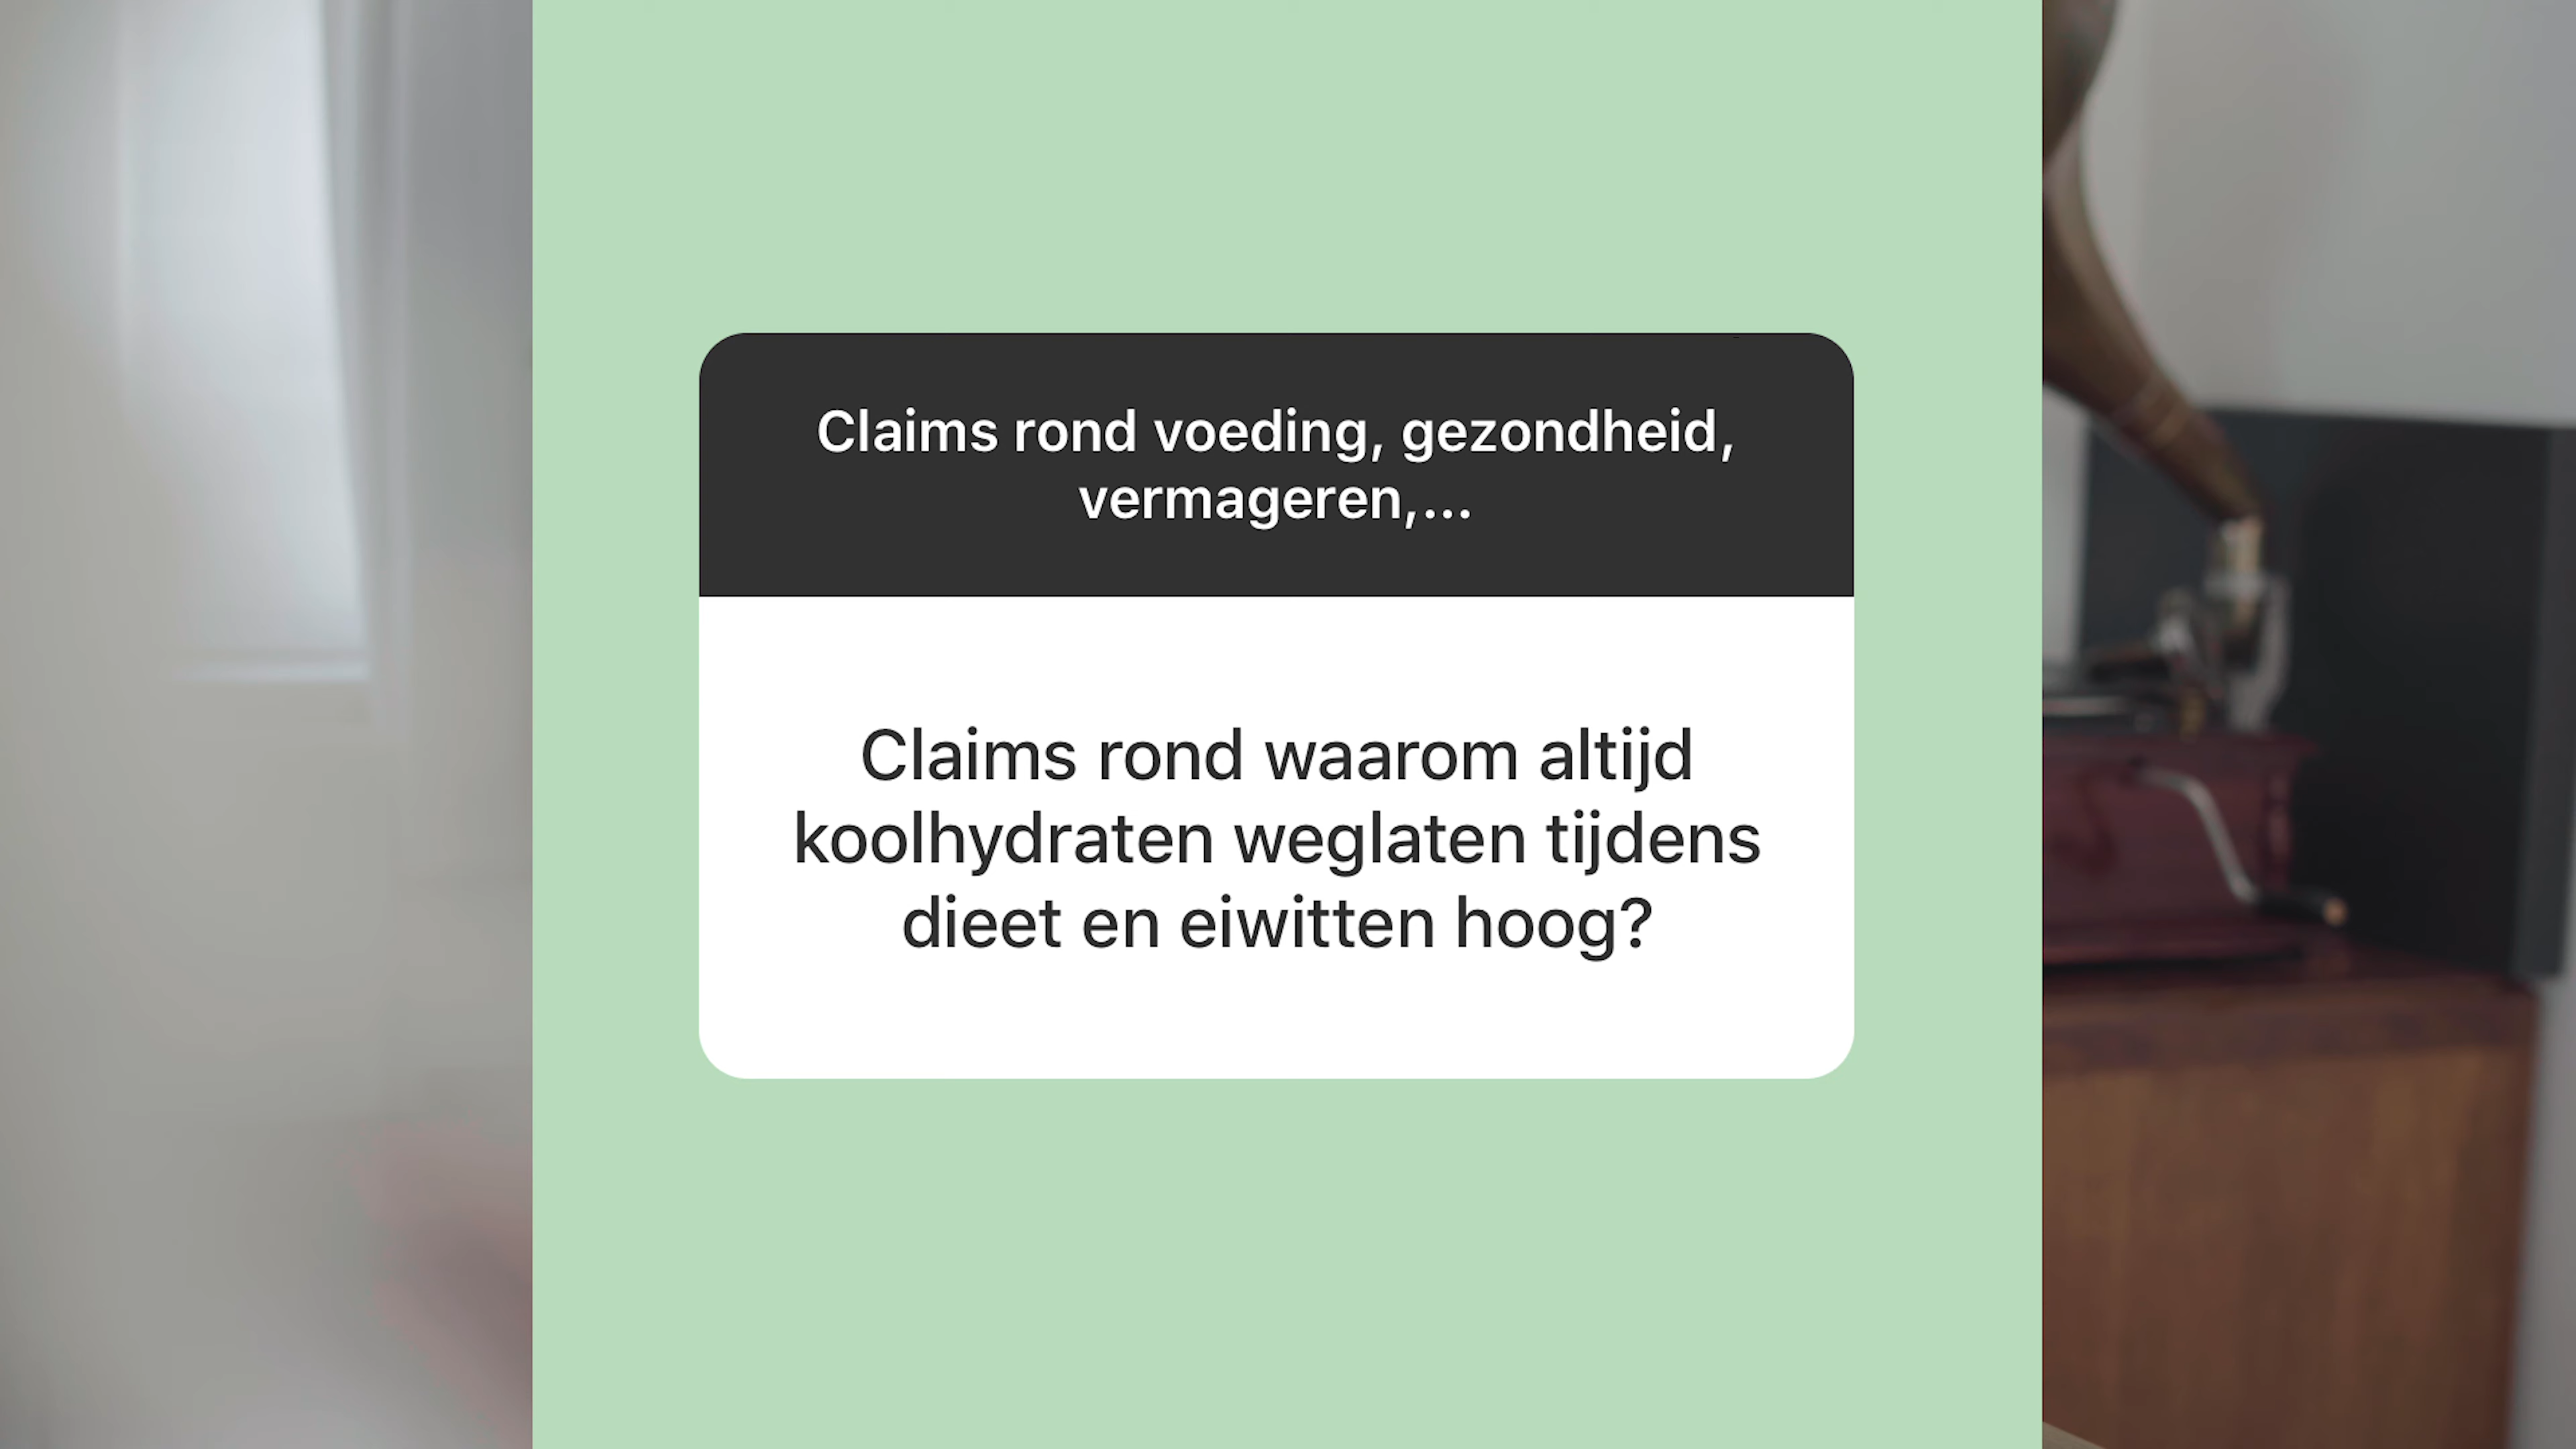 Claims rond voeding, gezondheid,
vermageren,...
Claims rond waarom altijd
koolhydraten weglaten tijdens
dieet en eiwitten hoog?